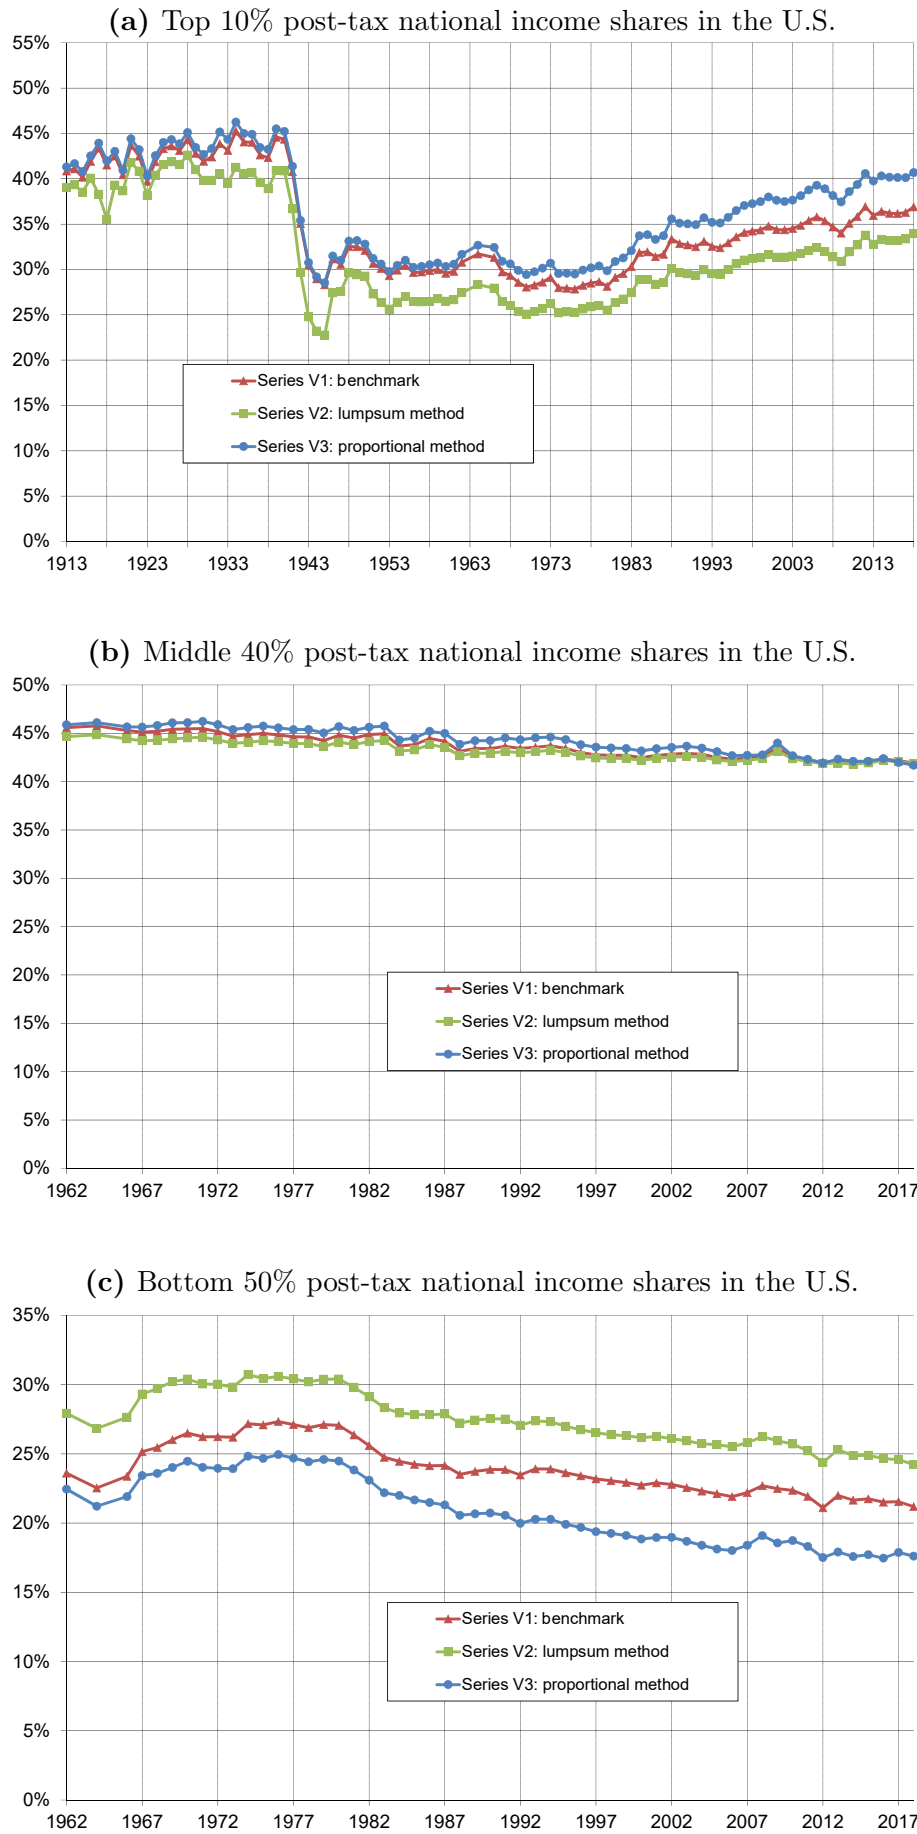 (a) Top 10% post-tax national income shares in the U.S.
55%
50%
45%
40%
35%
30%
25%
20%
Series V1: benchmark
15%
Series V2: lumpsum method
10%
Series V3: proportional method
5%
0%
1913 1923 1933 1943 1953 1963 1973 1983 1993 2003 2013
(b) Middle 40% post-tax national income shares in the U.S.
50%
45%
40%
35%
30%
25%
20%
Series V1: benchmark
15%
Series V2: lumpsum method
Series V3: proportional method
10%
5%
0%
1962 1967 1972 1977 1982 1987 1992 1997 2002 2007 2012 2017
(c) Bottom 50% post-tax national income shares in the U.S.
35%
30%
25%
20%
15%
Series V1: benchmark
Series V2: lumpsum method
10%
Series V3: proportional method
5%
0%
1962 1967 1972 1977 1982 1987 1992 1997 2002 2007 2012 2017